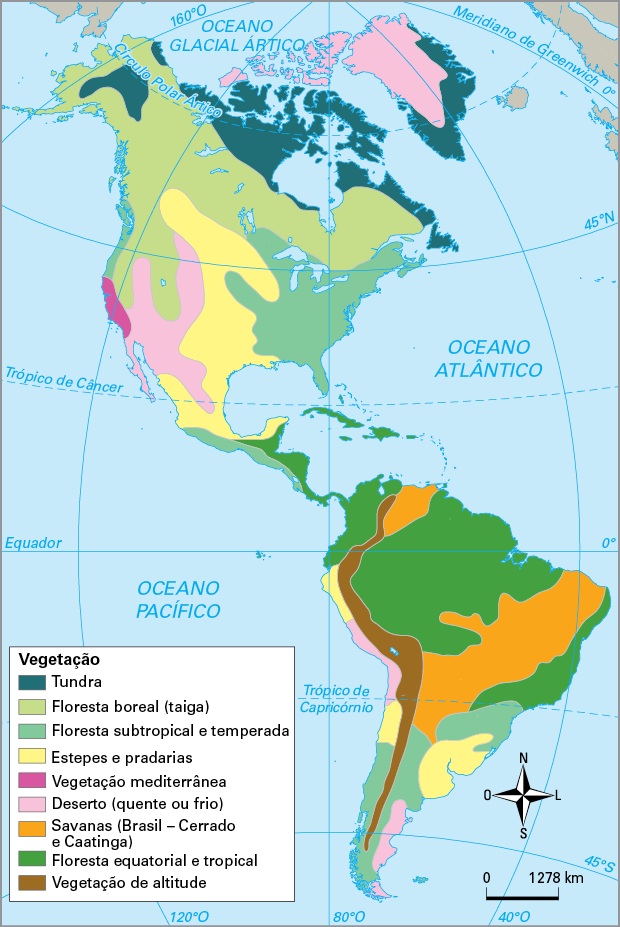 160°O
OCEANO
GLACIAL ÁRTICO
Meridiano de Greenwich 0°
Círculo Polar Ártico
45°N
OCEANO
ATLÂNTICO
Trópico de Câncer
Equador
0°
OCEANO
PACÍFICO
Trópico de
Capricórnio
Vegetação
Tundra
Floresta boreal (taiga)
Floresta subtropical e temperada
Estepes e pradarias
Vegetação mediterrânea
Deserto (quente ou frio)
Savanas (Brasil – Cerrado
e Caatinga)
Floresta equatorial e tropical
Vegetação de altitude
N
O
L
S
45°S
0
1278 km
120°O
80°O
40°O